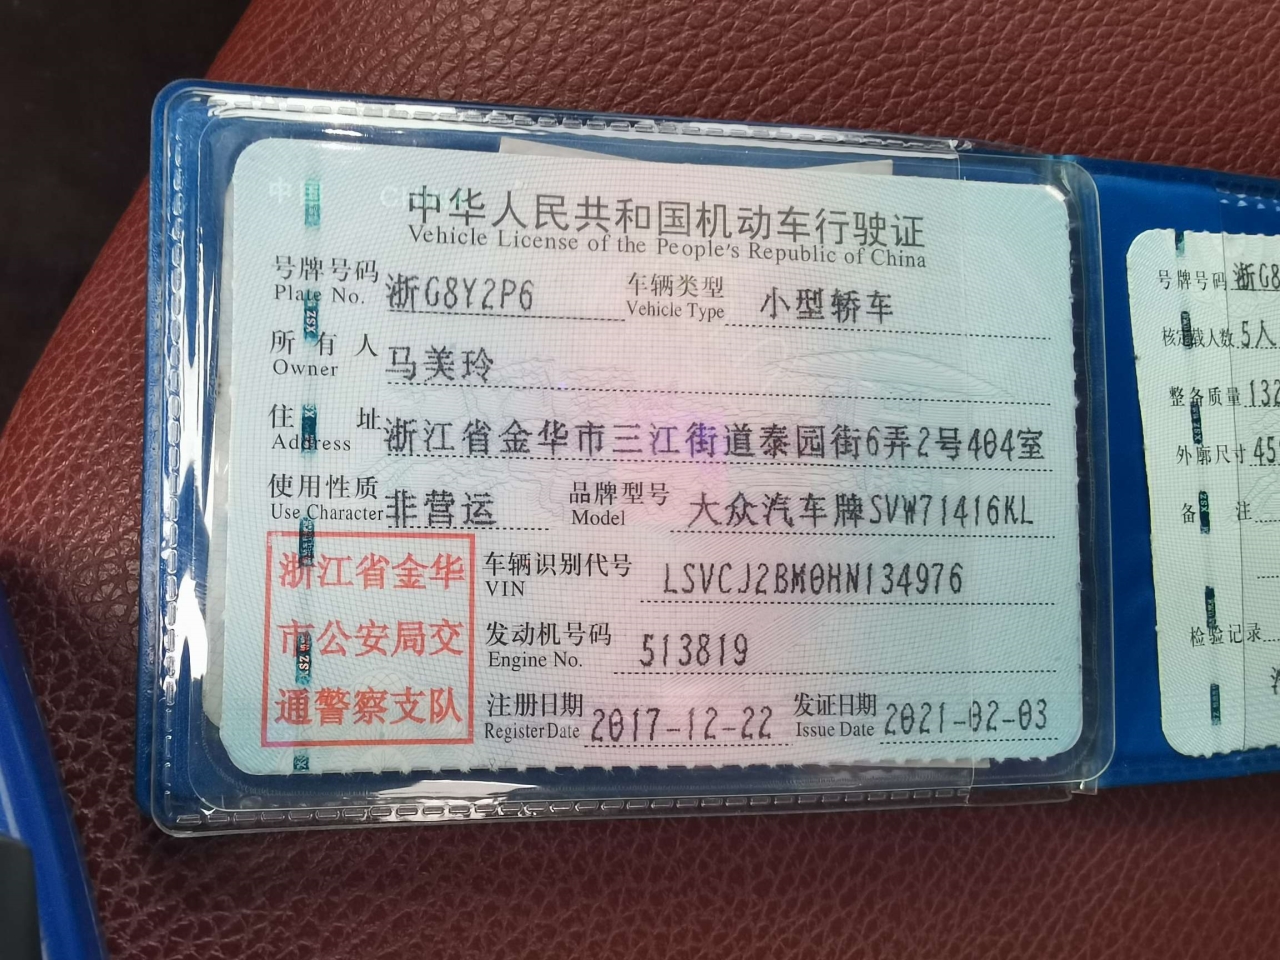 中华人民共和国机动车行驶证
Vehicle License of the People's Republic of China
号牌号码 浙G8Y2P6 车辆类型 小型轿车
Plate No. Vehicle Type
所有人 马美玲
Owner
住址 浙江省金华市三江街道泰园街6弄2号404室
Address
使用性质 非营运 品牌型号 大众汽车牌SVW71416KL
Use Character Model
浙江省金华
市公安局交
通警察支队
车辆识别代号 LSVCJ2BM0HN134976
VIN
发动机号码 513819
Engine No.
注册日期 2017-12-22 发证日期 2021-02-03
Register Date Issue Date
号牌号码 浙G8
核定载人数 5人
整备质量 132
外廓尺寸 45
备注
检验记录